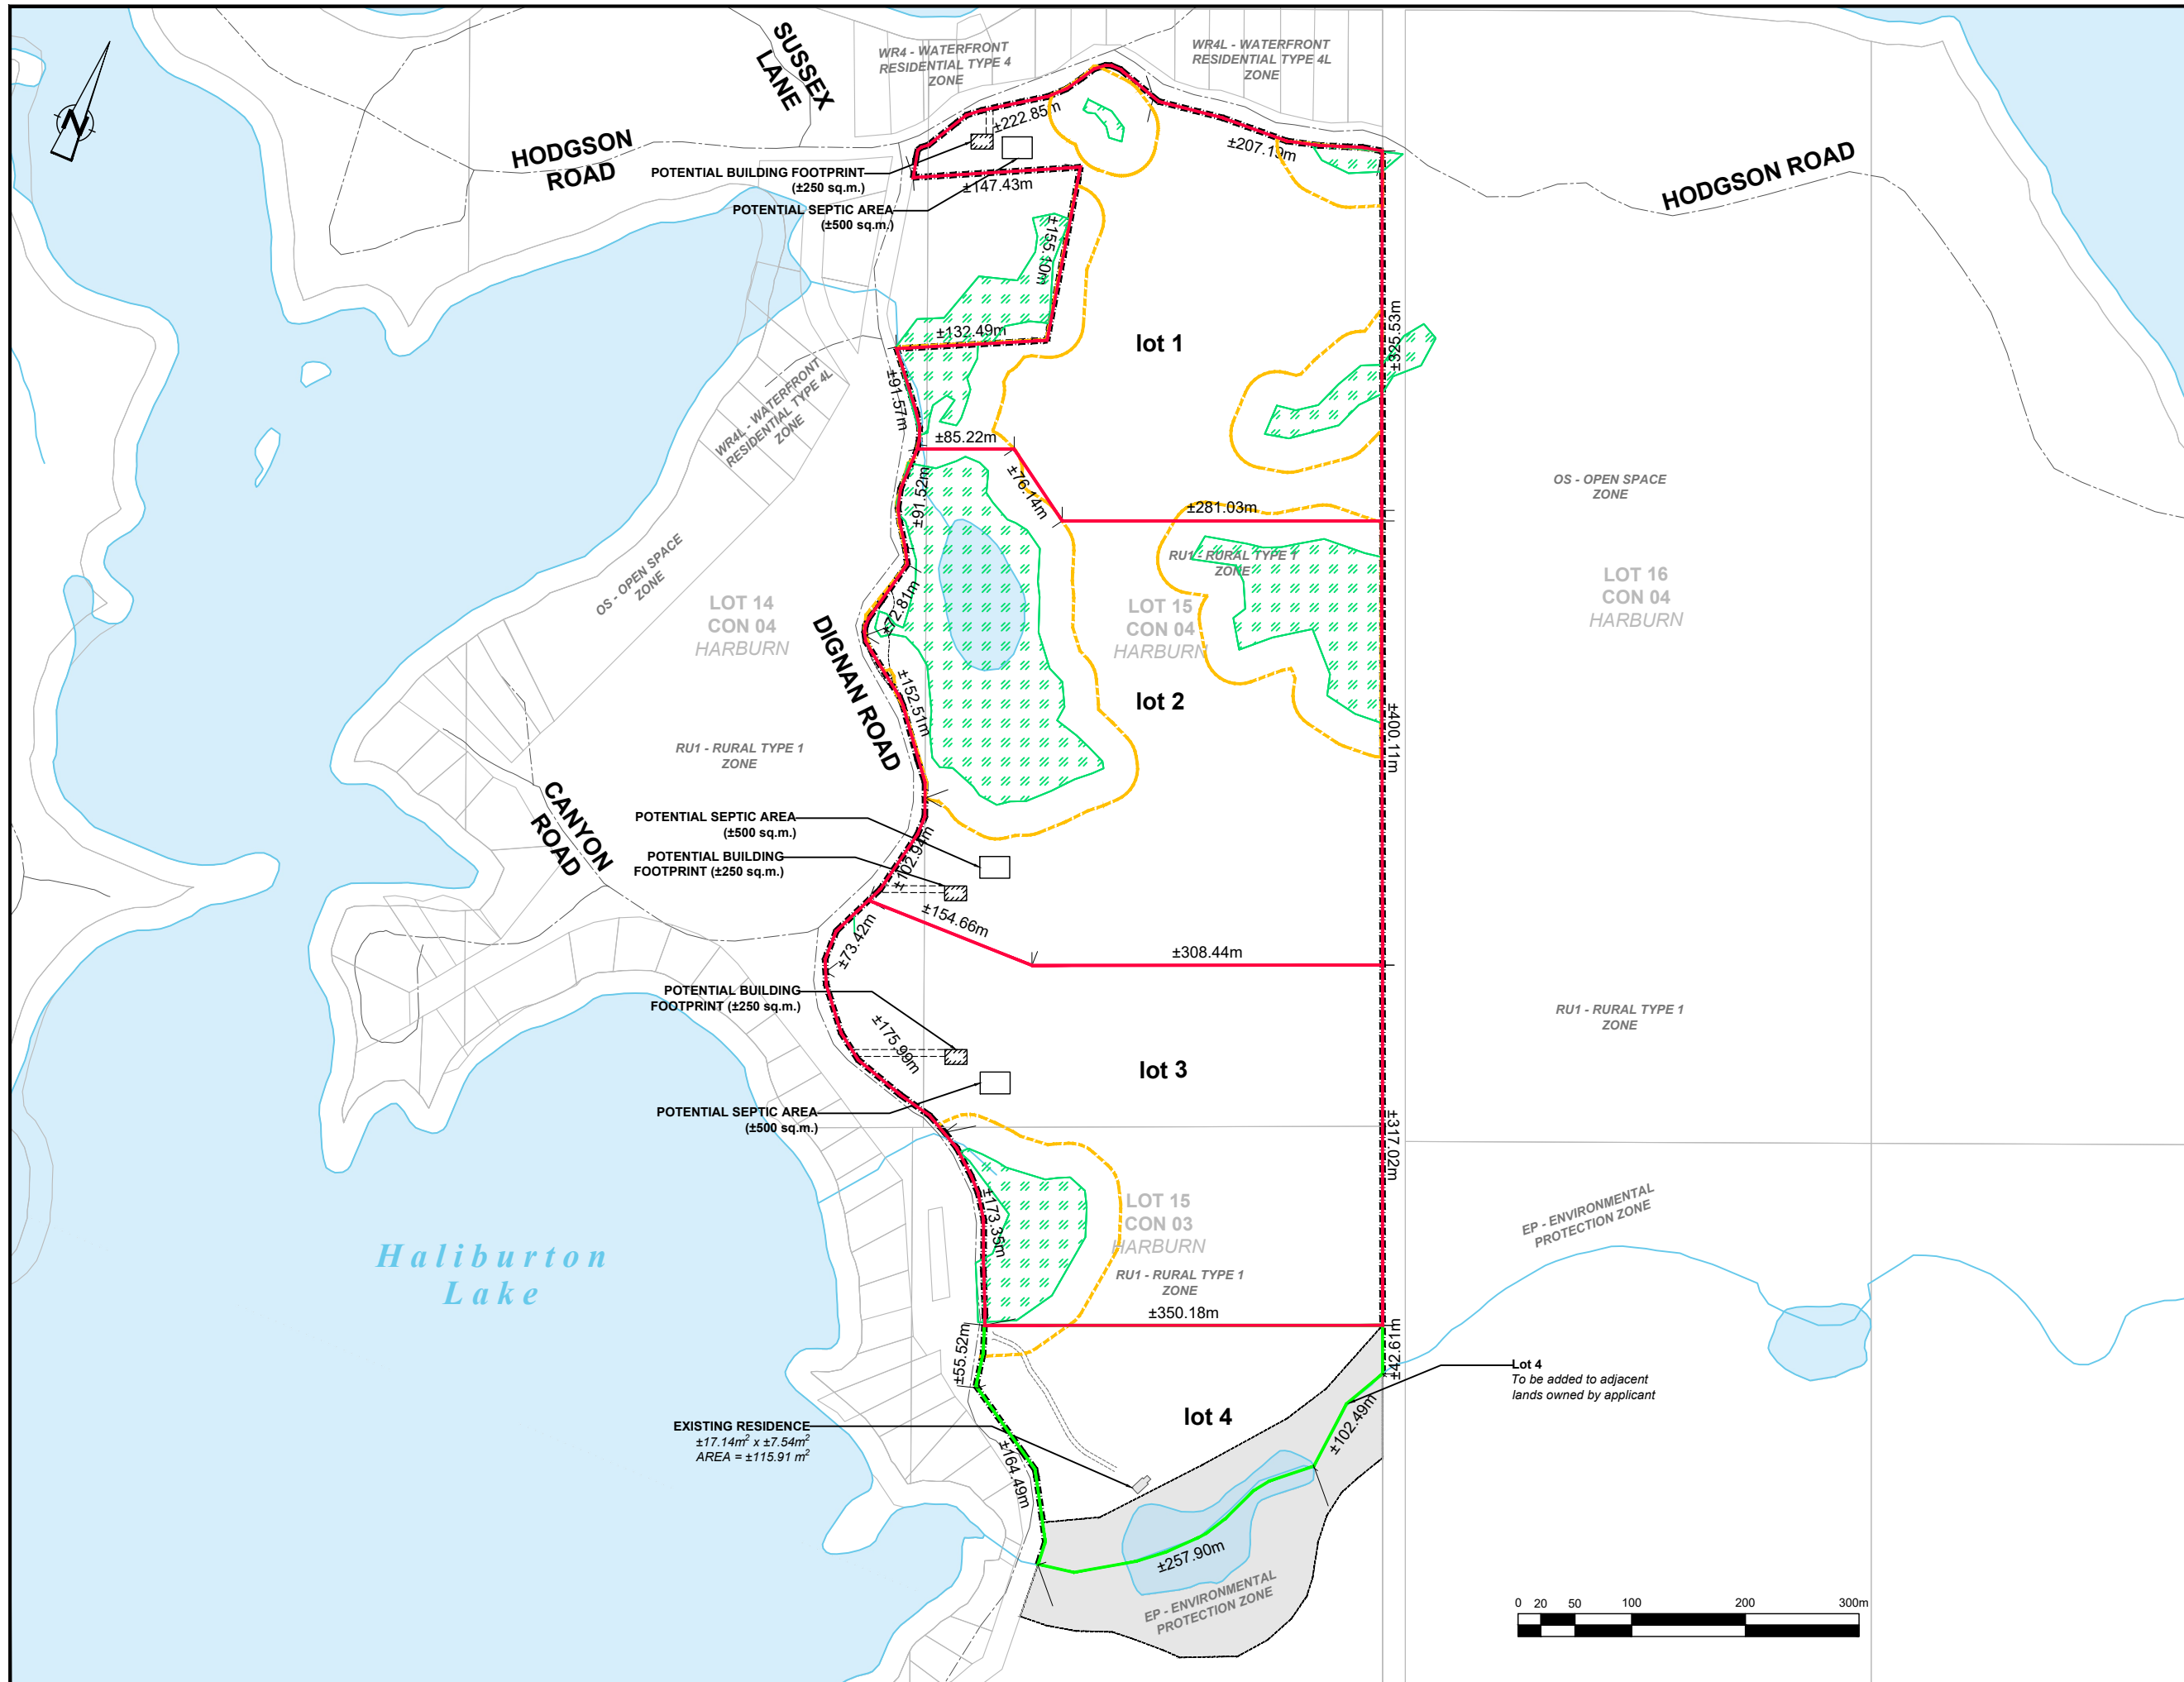 SUSSEX
LANE
WR4 - WATERFRONT
RESIDENTIAL TYPE 4
ZONE
WR4L - WATERFRONT
RESIDENTIAL TYPE 4L
ZONE
N
HODGSON
ROAD
±222.85m
±207.19m
HODGSON ROAD
POTENTIAL BUILDING FOOTPRINT
(±250 sq.m.)
±147.43m
POTENTIAL SEPTIC AREA
(±500 sq.m.)
±155.10m
±132.49m
lot 1
±325.53m
WR4L - WATERFRONT
RESIDENTIAL TYPE 4L
ZONE
±91.57m
±85.22m
±76.14m
±91.52m
±281.03m
OS - OPEN SPACE
ZONE
OS - OPEN SPACE
ZONE
RU1 - RURAL TYPE 1
ZONE
LOT 14
CON 04
HARBURN
LOT 15
CON 04
HARBURN
LOT 16
CON 04
HARBURN
±72.81m
DIGNAN ROAD
±152.51m
lot 2
±400.11m
RU1 - RURAL TYPE 1
ZONE
CANYON
ROAD
POTENTIAL SEPTIC AREA
(±500 sq.m.)
±102.94m
POTENTIAL BUILDING
FOOTPRINT (±250 sq.m.)
±154.66m
±73.42m
±308.44m
POTENTIAL BUILDING
FOOTPRINT (±250 sq.m.)
±175.99m
RU1 - RURAL TYPE 1
ZONE
lot 3
POTENTIAL SEPTIC AREA
(±500 sq.m.)
±317.02m
±173.35m
LOT 15
CON 03
HARBURN
EP - ENVIRONMENTAL
PROTECTION ZONE
Haliburton
Lake
RU1 - RURAL TYPE 1
ZONE
±350.18m
±55.52m
±42.61m
Lot 4
To be added to adjacent
lands owned by applicant
lot 4
EXISTING RESIDENCE
±17.14m² x ±7.54m²
AREA = ±115.91 m²
±102.49m
±164.49m
±257.90m
EP - ENVIRONMENTAL
PROTECTION ZONE
0 20 50 100 200 300m